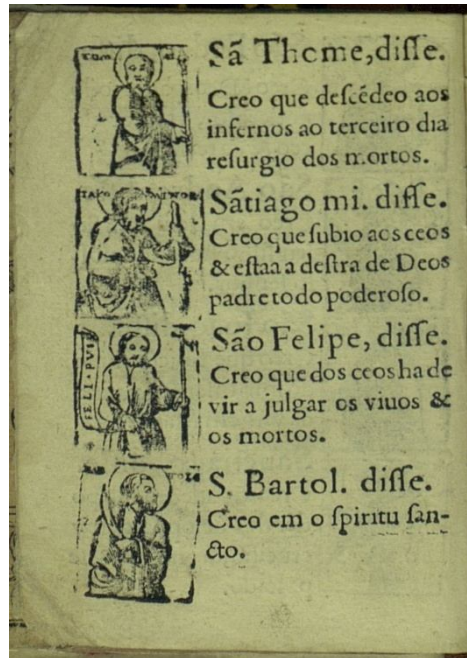 Sã Thome, disse.
Creo que descẽdeo aos
infernos ao terceiro dia
resurgio dos mortos.
Sãtiago mi. disse.
Creo que subio aos ceos
& estaa a destra de Deos
padre todo poderoso.
FELIPVS
São Felipe, disse.
Creo que dos ceos ha de
vir a julgar os viuos &
os mortos.
S. Bartol. disse.
Creo em o spiritu san-
cto.